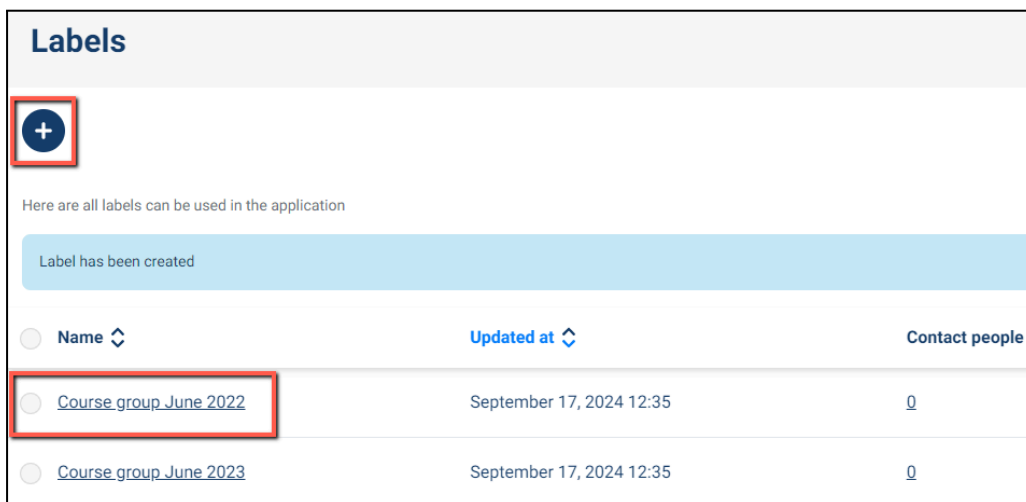 Labels
+
Here are all labels can be used in the application
Label has been created
Name Updated at Contact people
Course group June 2022 September 17, 2024 12:35 0
Course group June 2023 September 17, 2024 12:35 0